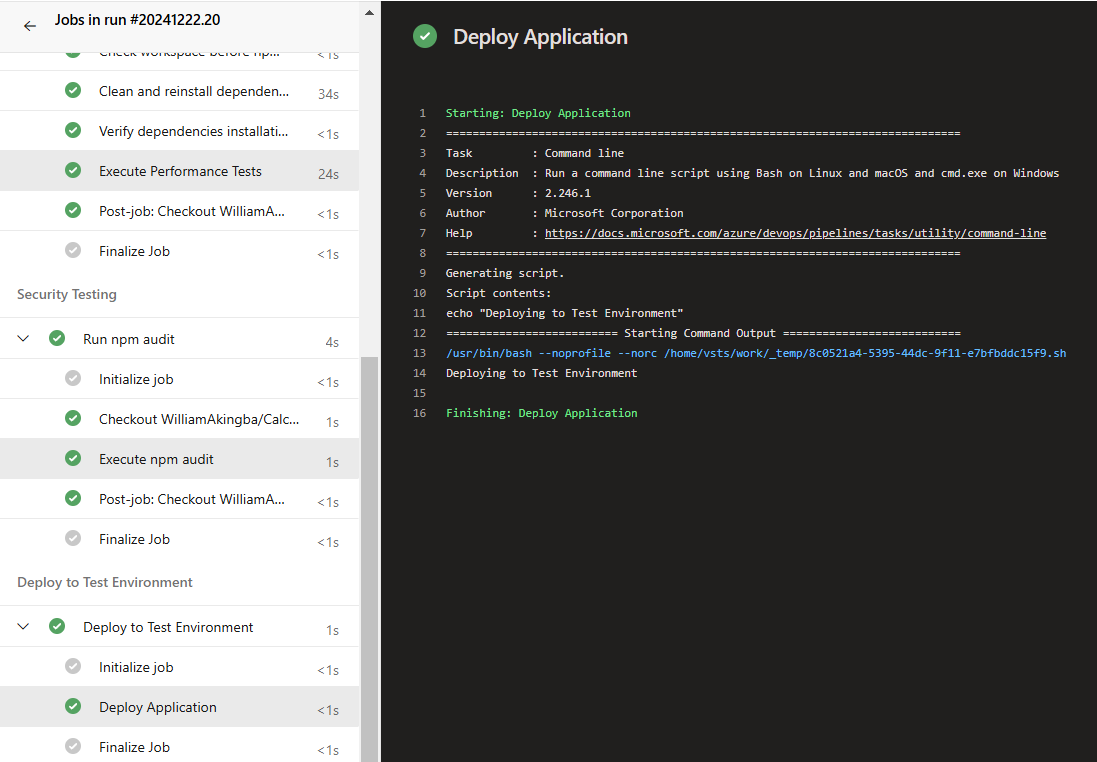 Jobs in run #20241222.20
Check workspace before np... <1s
Clean and reinstall dependen... 34s
Verify dependencies installati... <1s
Execute Performance Tests 24s
Post-job: Checkout WilliamA... <1s
Finalize Job <1s
Security Testing
Run npm audit 4s
Initialize job <1s
Checkout WilliamAkingba/Calc... 1s
Execute npm audit 1s
Post-job: Checkout WilliamA... <1s
Finalize Job <1s
Deploy to Test Environment
Deploy to Test Environment 1s
Initialize job <1s
Deploy Application <1s
Finalize Job <1s
Deploy Application
1 Starting: Deploy Application
2 ==============================================================================
3 Task         : Command line
4 Description  : Run a command line script using Bash on Linux and macOS and cmd.exe on Windows
5 Version      : 2.246.1
6 Author       : Microsoft Corporation
7 Help         : https://docs.microsoft.com/azure/devops/pipelines/tasks/utility/command-line
8 ==============================================================================
9 Generating script.
10 Script contents:
11 echo "Deploying to Test Environment"
12 ========================== Starting Command Output ===========================
13 /usr/bin/bash --noprofile --norc /home/vsts/work/_temp/8c0521a4-5395-44dc-9f11-e7bfbddc15f9.sh
14 Deploying to Test Environment
15
16 Finishing: Deploy Application